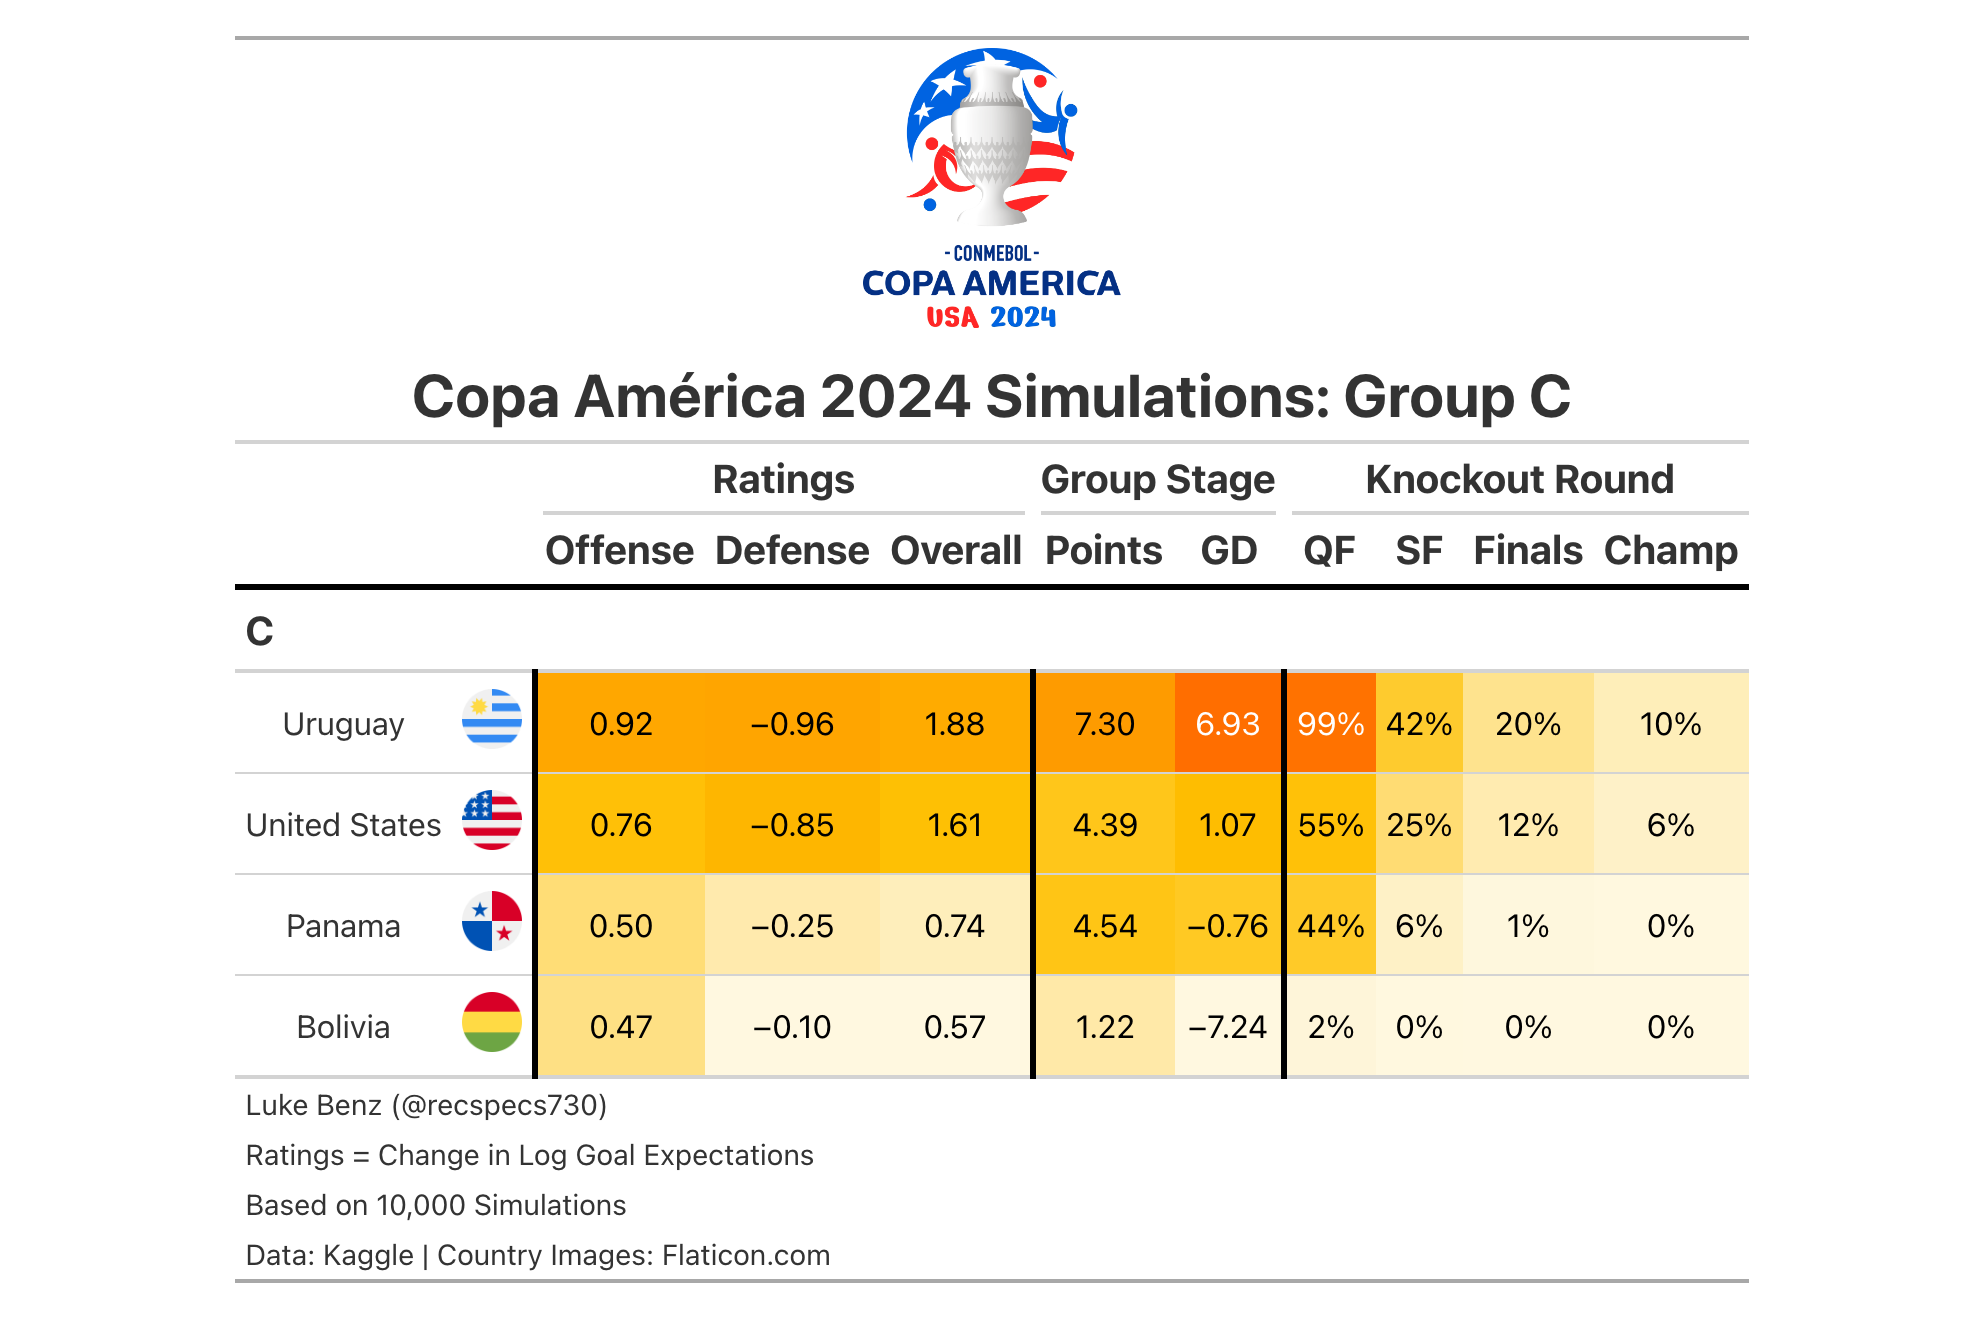 - CONMEBOL -
COPA AMERICA
USA 2024
Copa América 2024 Simulations: Group C
Ratings Group Stage Knockout Round
Offense Defense Overall Points GD QF SF Finals Champ
C
Uruguay 0.92 −0.96 1.88 7.30 6.93 99% 42% 20% 10%
United States 0.76 −0.85 1.61 4.39 1.07 55% 25% 12% 6%
Panama 0.50 −0.25 0.74 4.54 −0.76 44% 6% 1% 0%
Bolivia 0.47 −0.10 0.57 1.22 −7.24 2% 0% 0% 0%
Luke Benz (@recspecs730)
Ratings = Change in Log Goal Expectations
Based on 10,000 Simulations
Data: Kaggle | Country Images: Flaticon.com